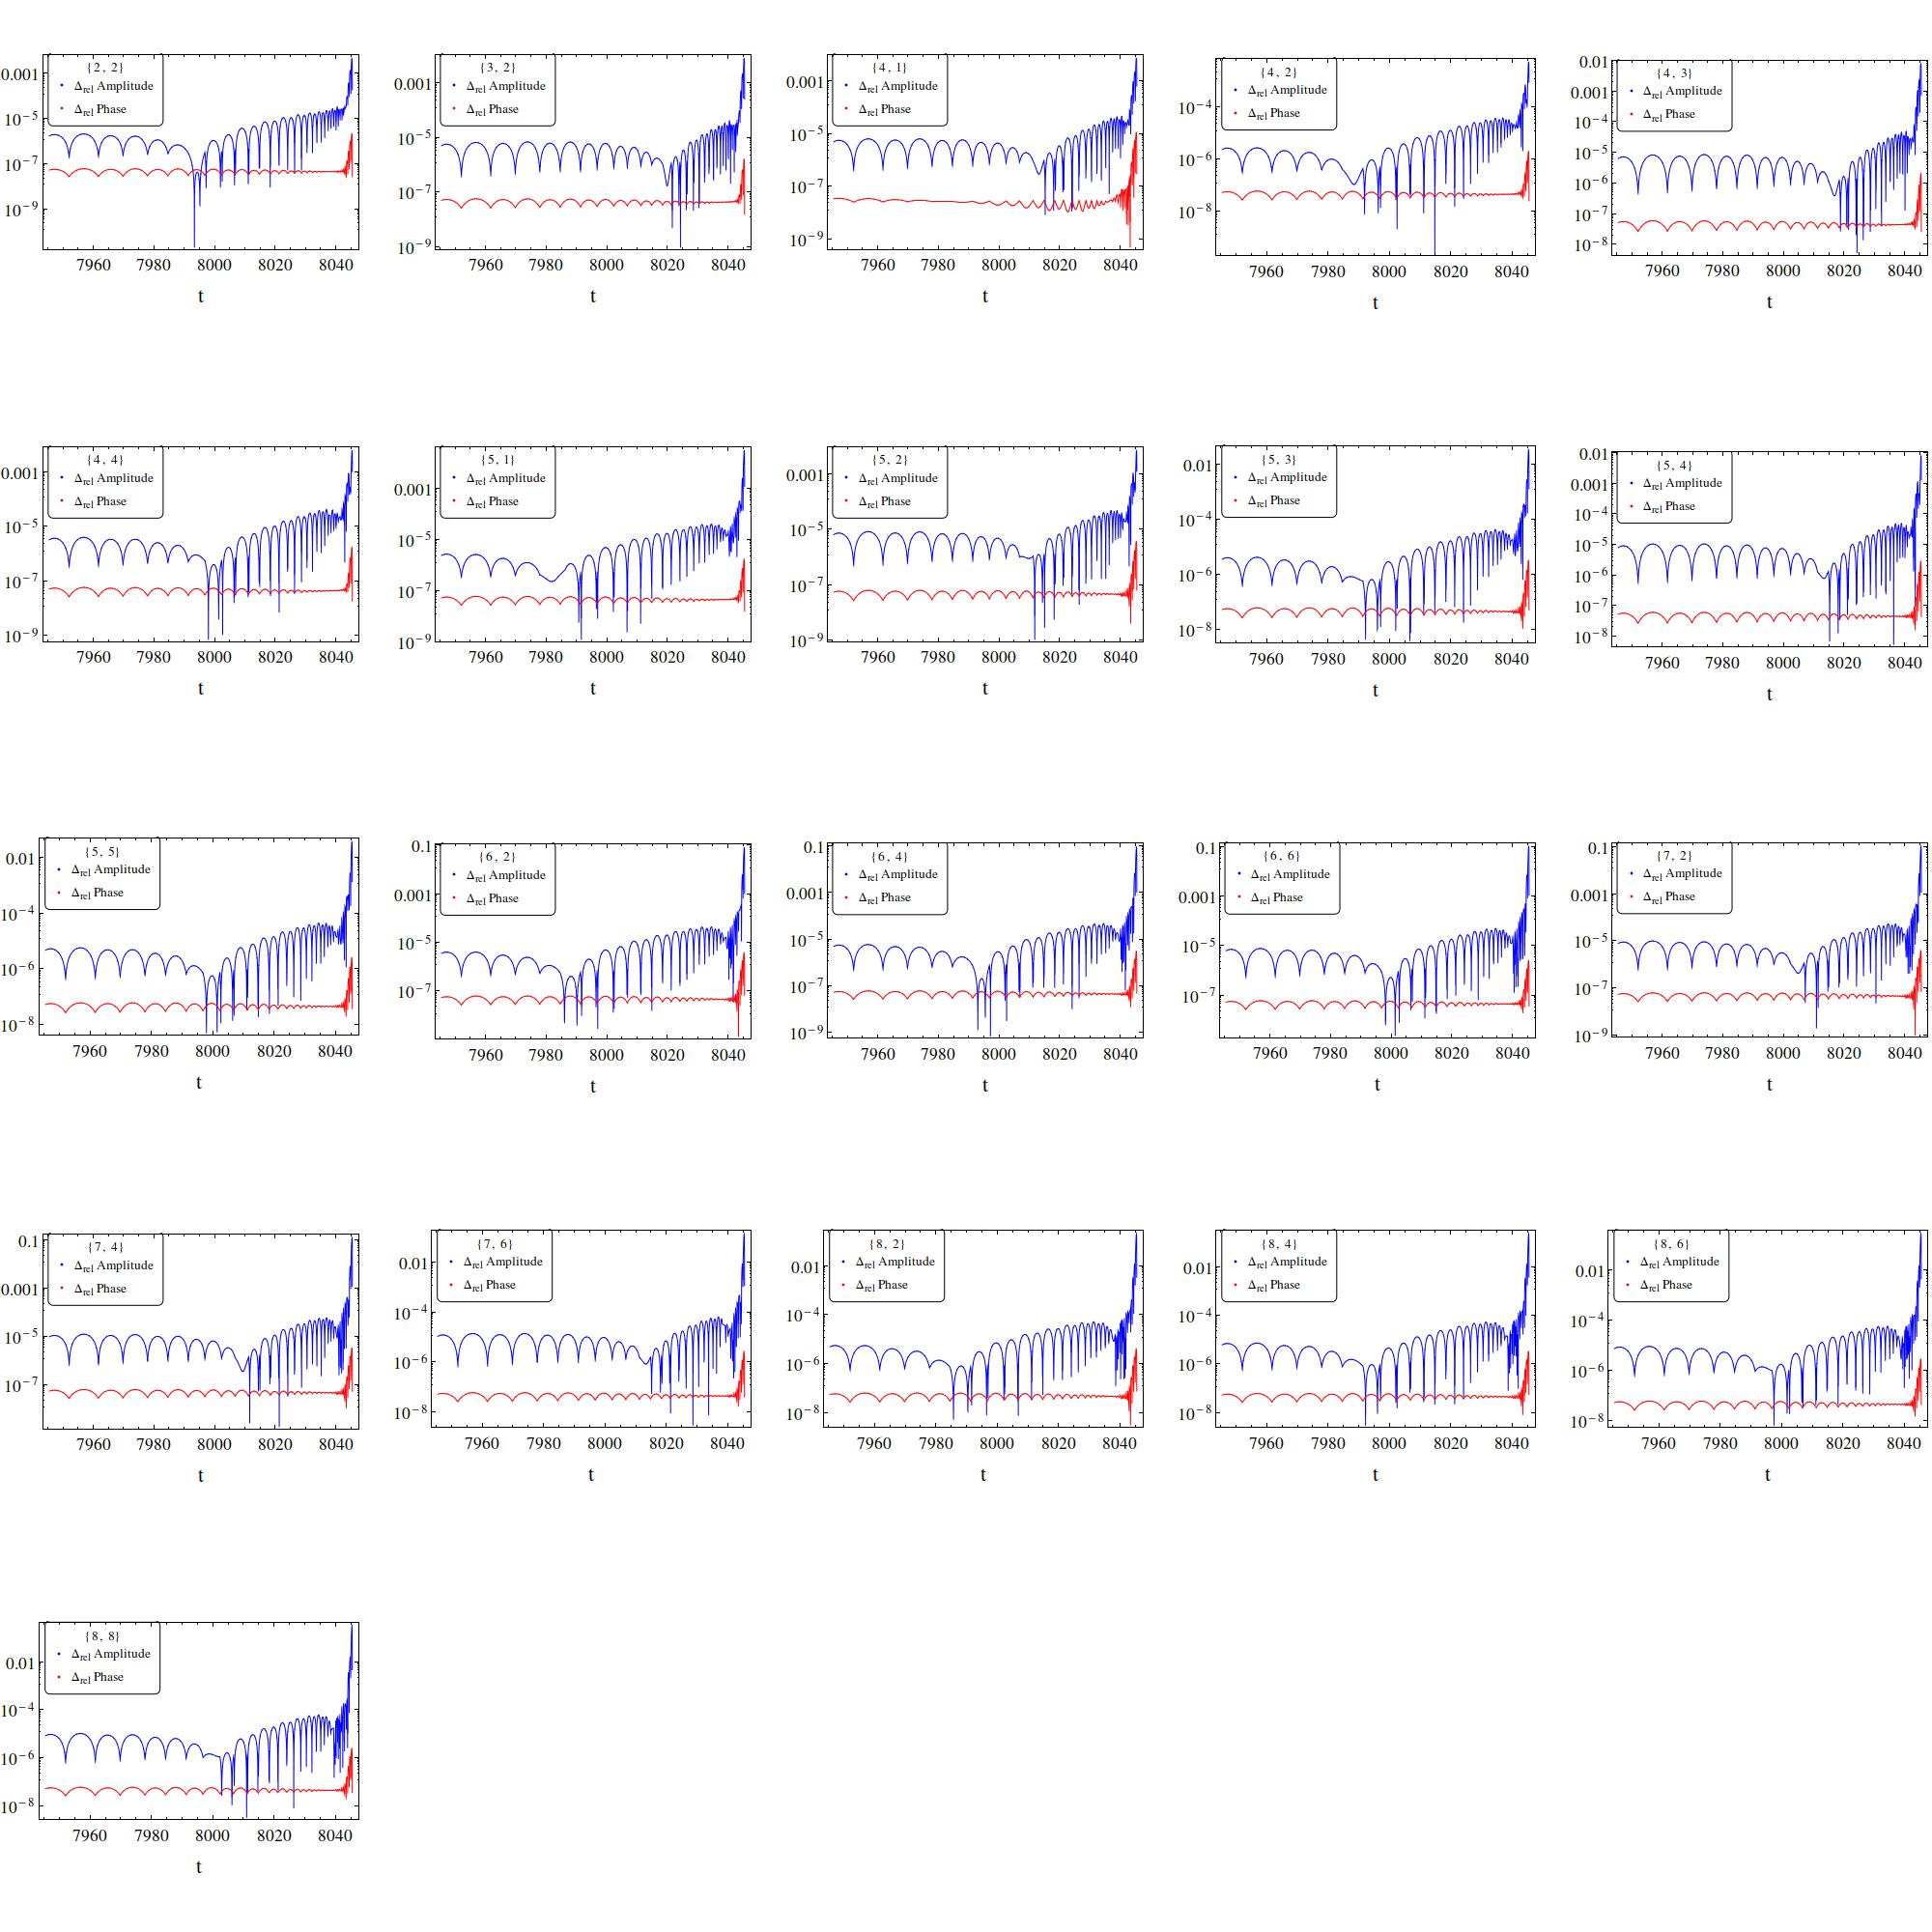 {2, 2}
Δrel Amplitude
Δrel Phase
0.001
10−5
10−7
10−9
7960 7980 8000 8020 8040
t
{3, 2}
Δrel Amplitude
Δrel Phase
0.001
10−5
10−7
10−9
7960 7980 8000 8020 8040
t
{4, 1}
Δrel Amplitude
Δrel Phase
0.001
10−5
10−7
10−9
7960 7980 8000 8020 8040
t
{4, 2}
Δrel Amplitude
Δrel Phase
10−4
10−6
10−8
7960 7980 8000 8020 8040
t
{4, 3}
Δrel Amplitude
Δrel Phase
0.01
0.001
10−4
10−5
10−6
10−7
10−8
7960 7980 8000 8020 8040
t
{4, 4}
Δrel Amplitude
Δrel Phase
0.001
10−5
10−7
10−9
7960 7980 8000 8020 8040
t
{5, 1}
Δrel Amplitude
Δrel Phase
0.001
10−5
10−7
10−9
7960 7980 8000 8020 8040
t
{5, 2}
Δrel Amplitude
Δrel Phase
0.001
10−5
10−7
10−9
7960 7980 8000 8020 8040
t
{5, 3}
Δrel Amplitude
Δrel Phase
0.01
10−4
10−6
10−8
7960 7980 8000 8020 8040
t
{5, 4}
Δrel Amplitude
Δrel Phase
0.01
0.001
10−4
10−5
10−6
10−7
10−8
7960 7980 8000 8020 8040
t
{5, 5}
Δrel Amplitude
Δrel Phase
0.01
10−4
10−6
10−8
7960 7980 8000 8020 8040
t
{6, 2}
Δrel Amplitude
Δrel Phase
0.1
0.001
10−5
10−7
7960 7980 8000 8020 8040
t
{6, 4}
Δrel Amplitude
Δrel Phase
0.1
0.001
10−5
10−7
10−9
7960 7980 8000 8020 8040
t
{6, 6}
Δrel Amplitude
Δrel Phase
0.1
0.001
10−5
10−7
7960 7980 8000 8020 8040
t
{7, 2}
Δrel Amplitude
Δrel Phase
0.1
0.001
10−5
10−7
10−9
7960 7980 8000 8020 8040
t
{7, 4}
Δrel Amplitude
Δrel Phase
0.1
0.001
10−5
10−7
7960 7980 8000 8020 8040
t
{7, 6}
Δrel Amplitude
Δrel Phase
0.01
10−4
10−6
10−8
7960 7980 8000 8020 8040
t
{8, 2}
Δrel Amplitude
Δrel Phase
0.01
10−4
10−6
10−8
7960 7980 8000 8020 8040
t
{8, 4}
Δrel Amplitude
Δrel Phase
0.01
10−4
10−6
10−8
7960 7980 8000 8020 8040
t
{8, 6}
Δrel Amplitude
Δrel Phase
0.01
10−4
10−6
10−8
7960 7980 8000 8020 8040
t
{8, 8}
Δrel Amplitude
Δrel Phase
0.01
10−4
10−6
10−8
7960 7980 8000 8020 8040
t